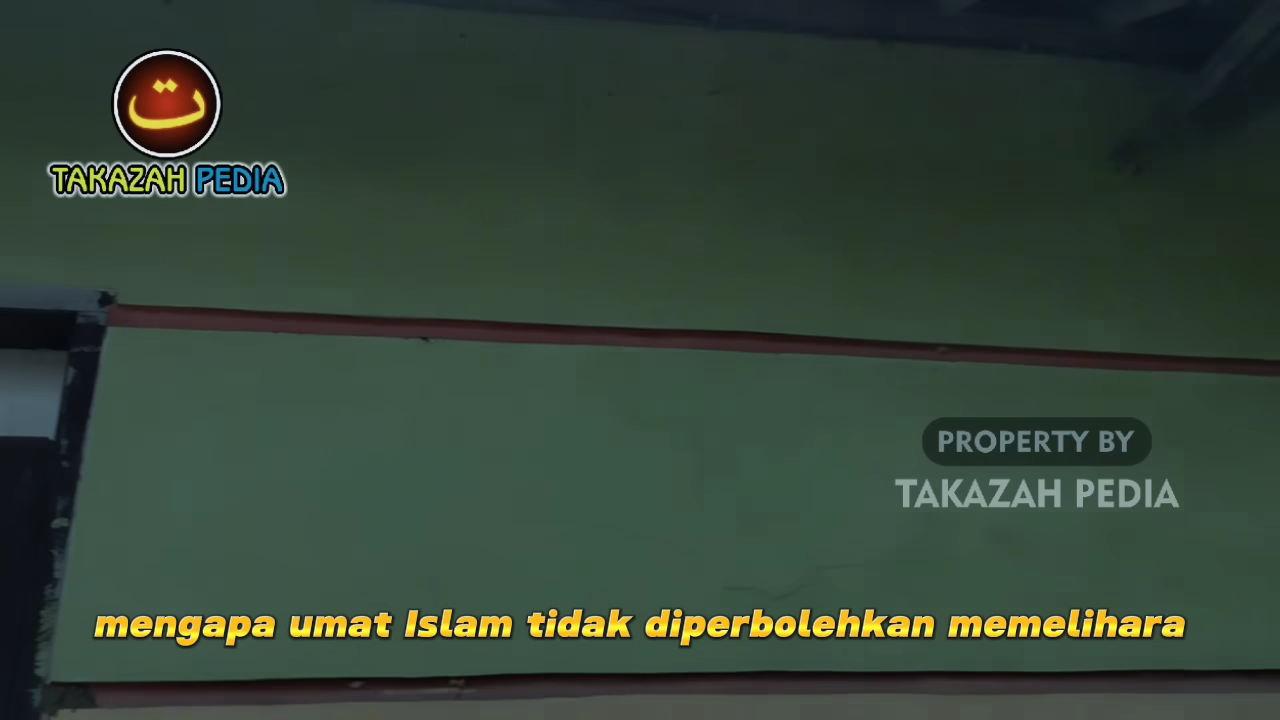 ت
TAKAZAH PEDIA
PROPERTY BY
TAKAZAH PEDIA
mengapa umat Islam tidak diperbolehkan memelihara